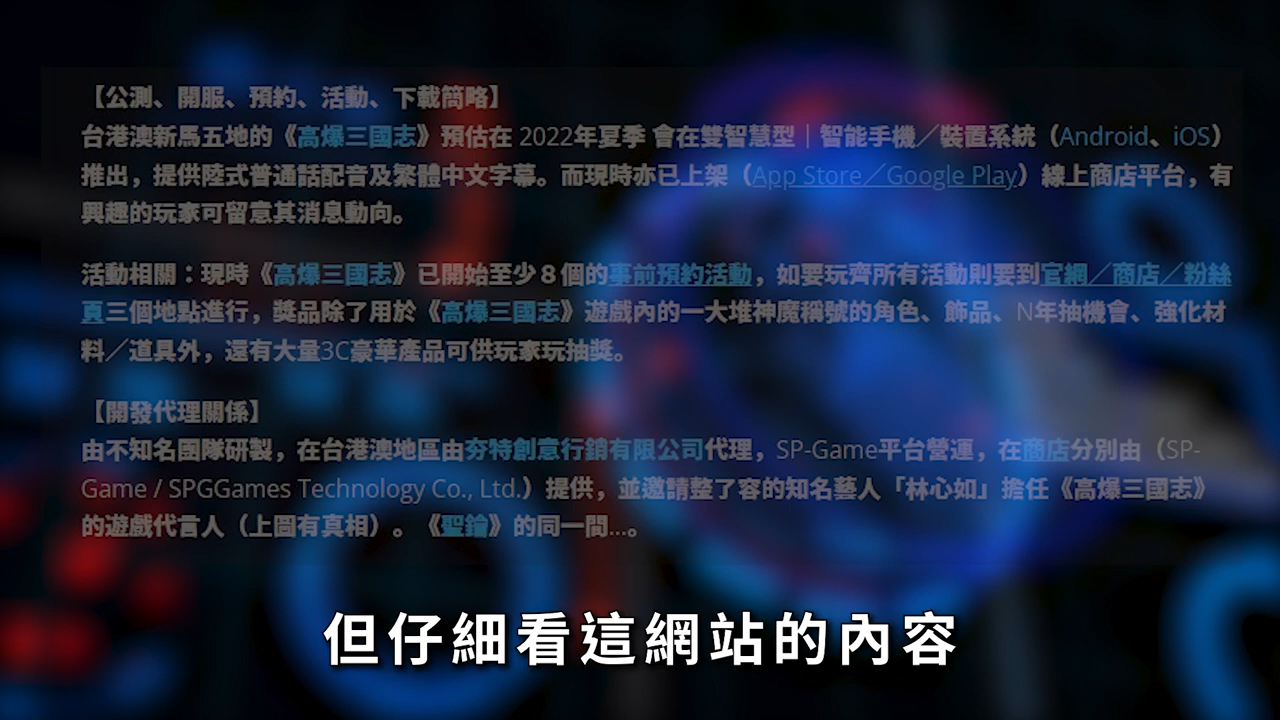 【公測、開服、預約、活動、下載簡略】
台港澳新馬五地的《高爆三國志》預估在 2022年夏季 會在雙智慧型｜智能手機／裝置系統（Android、iOS）
推出，提供陸式普通話配音及繁體中文字幕。而現時亦已上架（App Store／Google Play）線上商店平台，有
興趣的玩家可留意其消息動向。
活動相關：現時《高爆三國志》已開始至少８個的事前預約活動，如要玩齊所有活動則要到官網／商店／粉絲
頁三個地點進行，獎品除了用於《高爆三國志》遊戲內的一大堆神魔稱號的角色、飾品、N年抽機會、強化材
料／道具外，還有大量3C豪華產品可供玩家玩抽獎。
【開發代理關係】
由不知名團隊研製，在台港澳地區由夯特創意行銷有限公司代理，SP-Game平台營運，在商店分別由（SP-
Game / SPGGames Technology Co., Ltd.）提供，並邀請整了容的知名藝人「林心如」擔任《高爆三國志》
的遊戲代言人（上圖有真相）。《聖鑰》的同一間...。
但仔細看這網站的內容